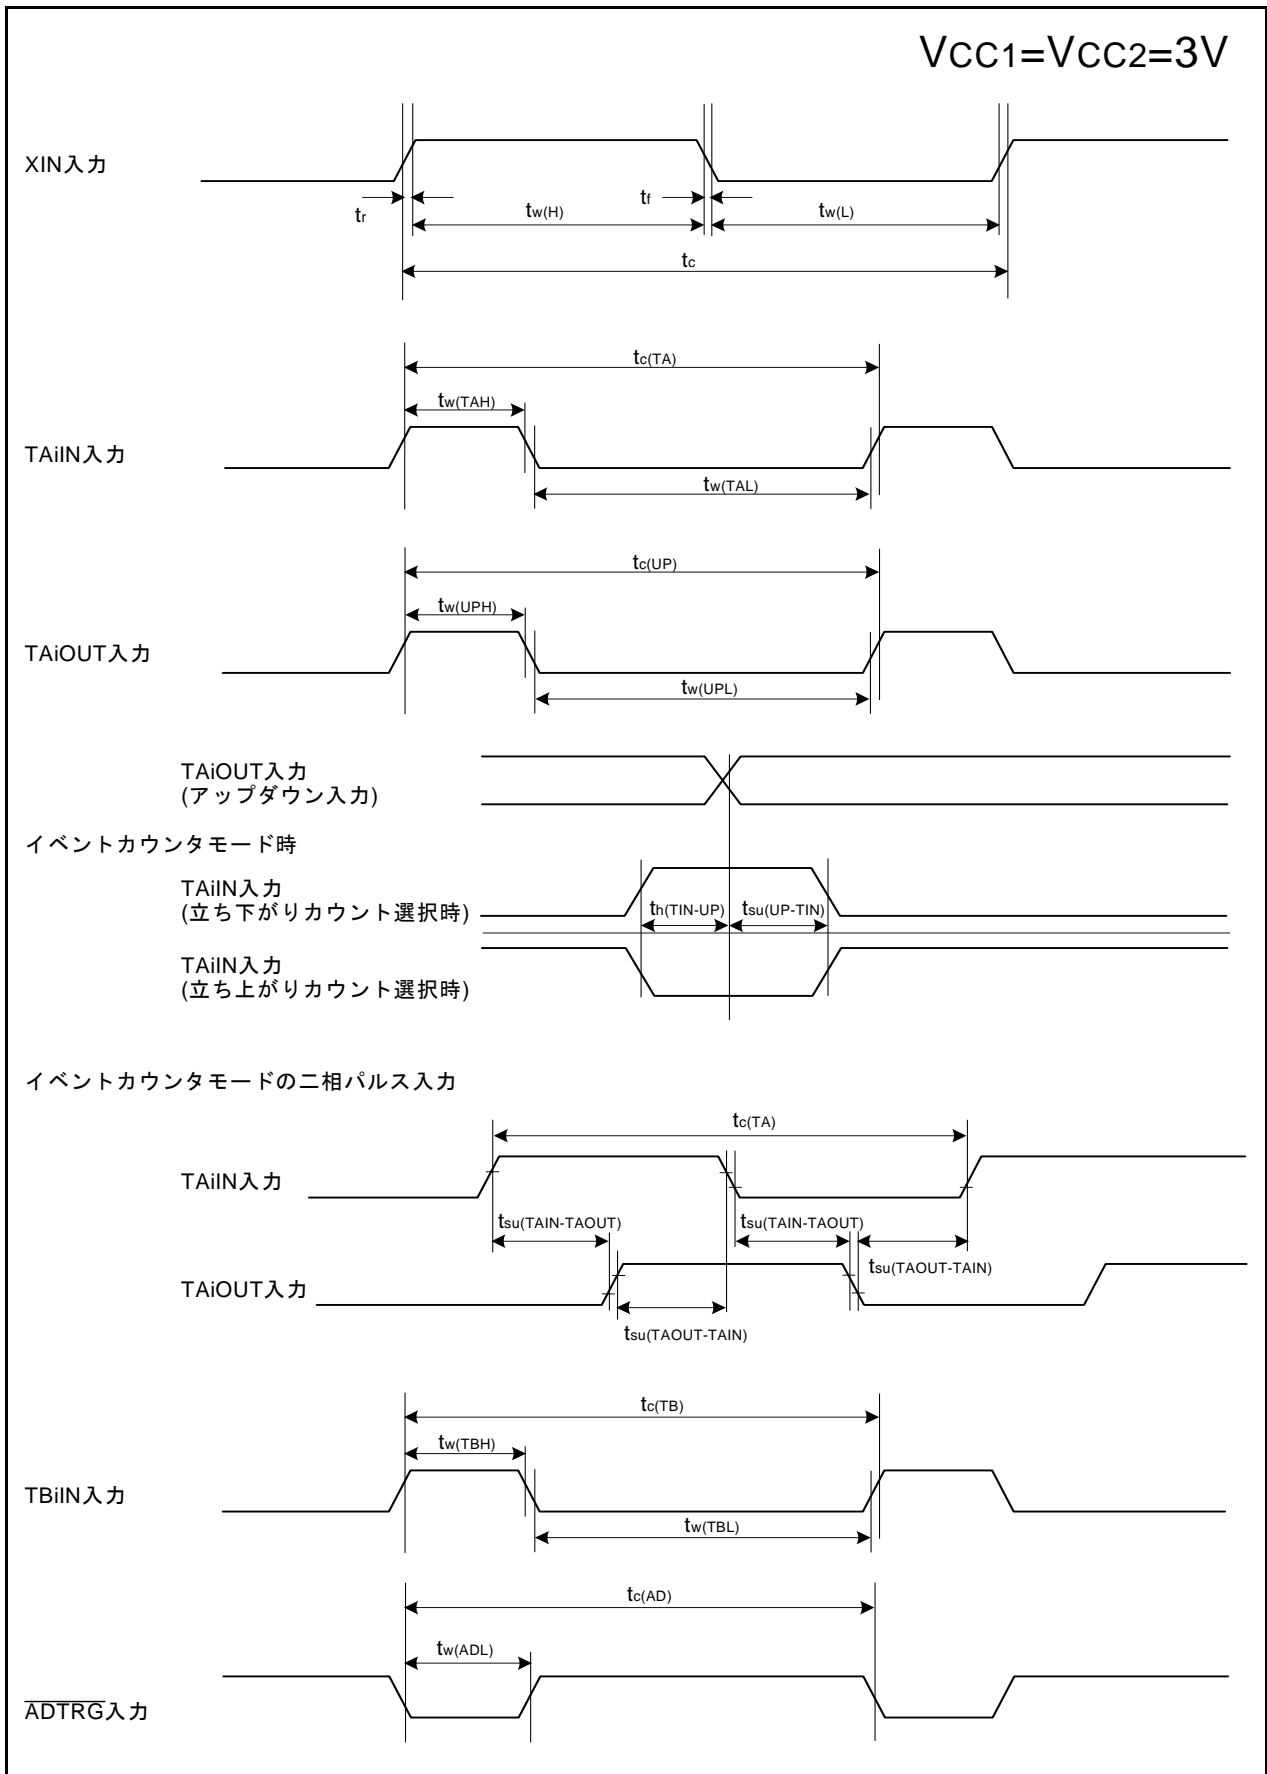 VCC1=VCC2=3V
XIN入力
tr
tw(H)
tf
tw(L)
tc
tc(TA)
tw(TAH)
TAiIN入力
tw(TAL)
tc(UP)
tw(UPH)
TAiOUT入力
tw(UPL)
TAiOUT入力
(アップダウン入力)
イベントカウンタモード時
TAiIN入力
(立ち下がりカウント選択時)
th(TIN-UP)
tsu(UP-TIN)
TAiIN入力
(立ち上がりカウント選択時)
イベントカウンタモードの二相パルス入力
tc(TA)
TAiIN入力
tsu(TAIN-TAOUT)
tsu(TAIN-TAOUT)
tsu(TAOUT-TAIN)
TAiOUT入力
tsu(TAOUT-TAIN)
tc(TB)
tw(TBH)
TBiIN入力
tw(TBL)
tc(AD)
tw(ADL)
ADTRG入力